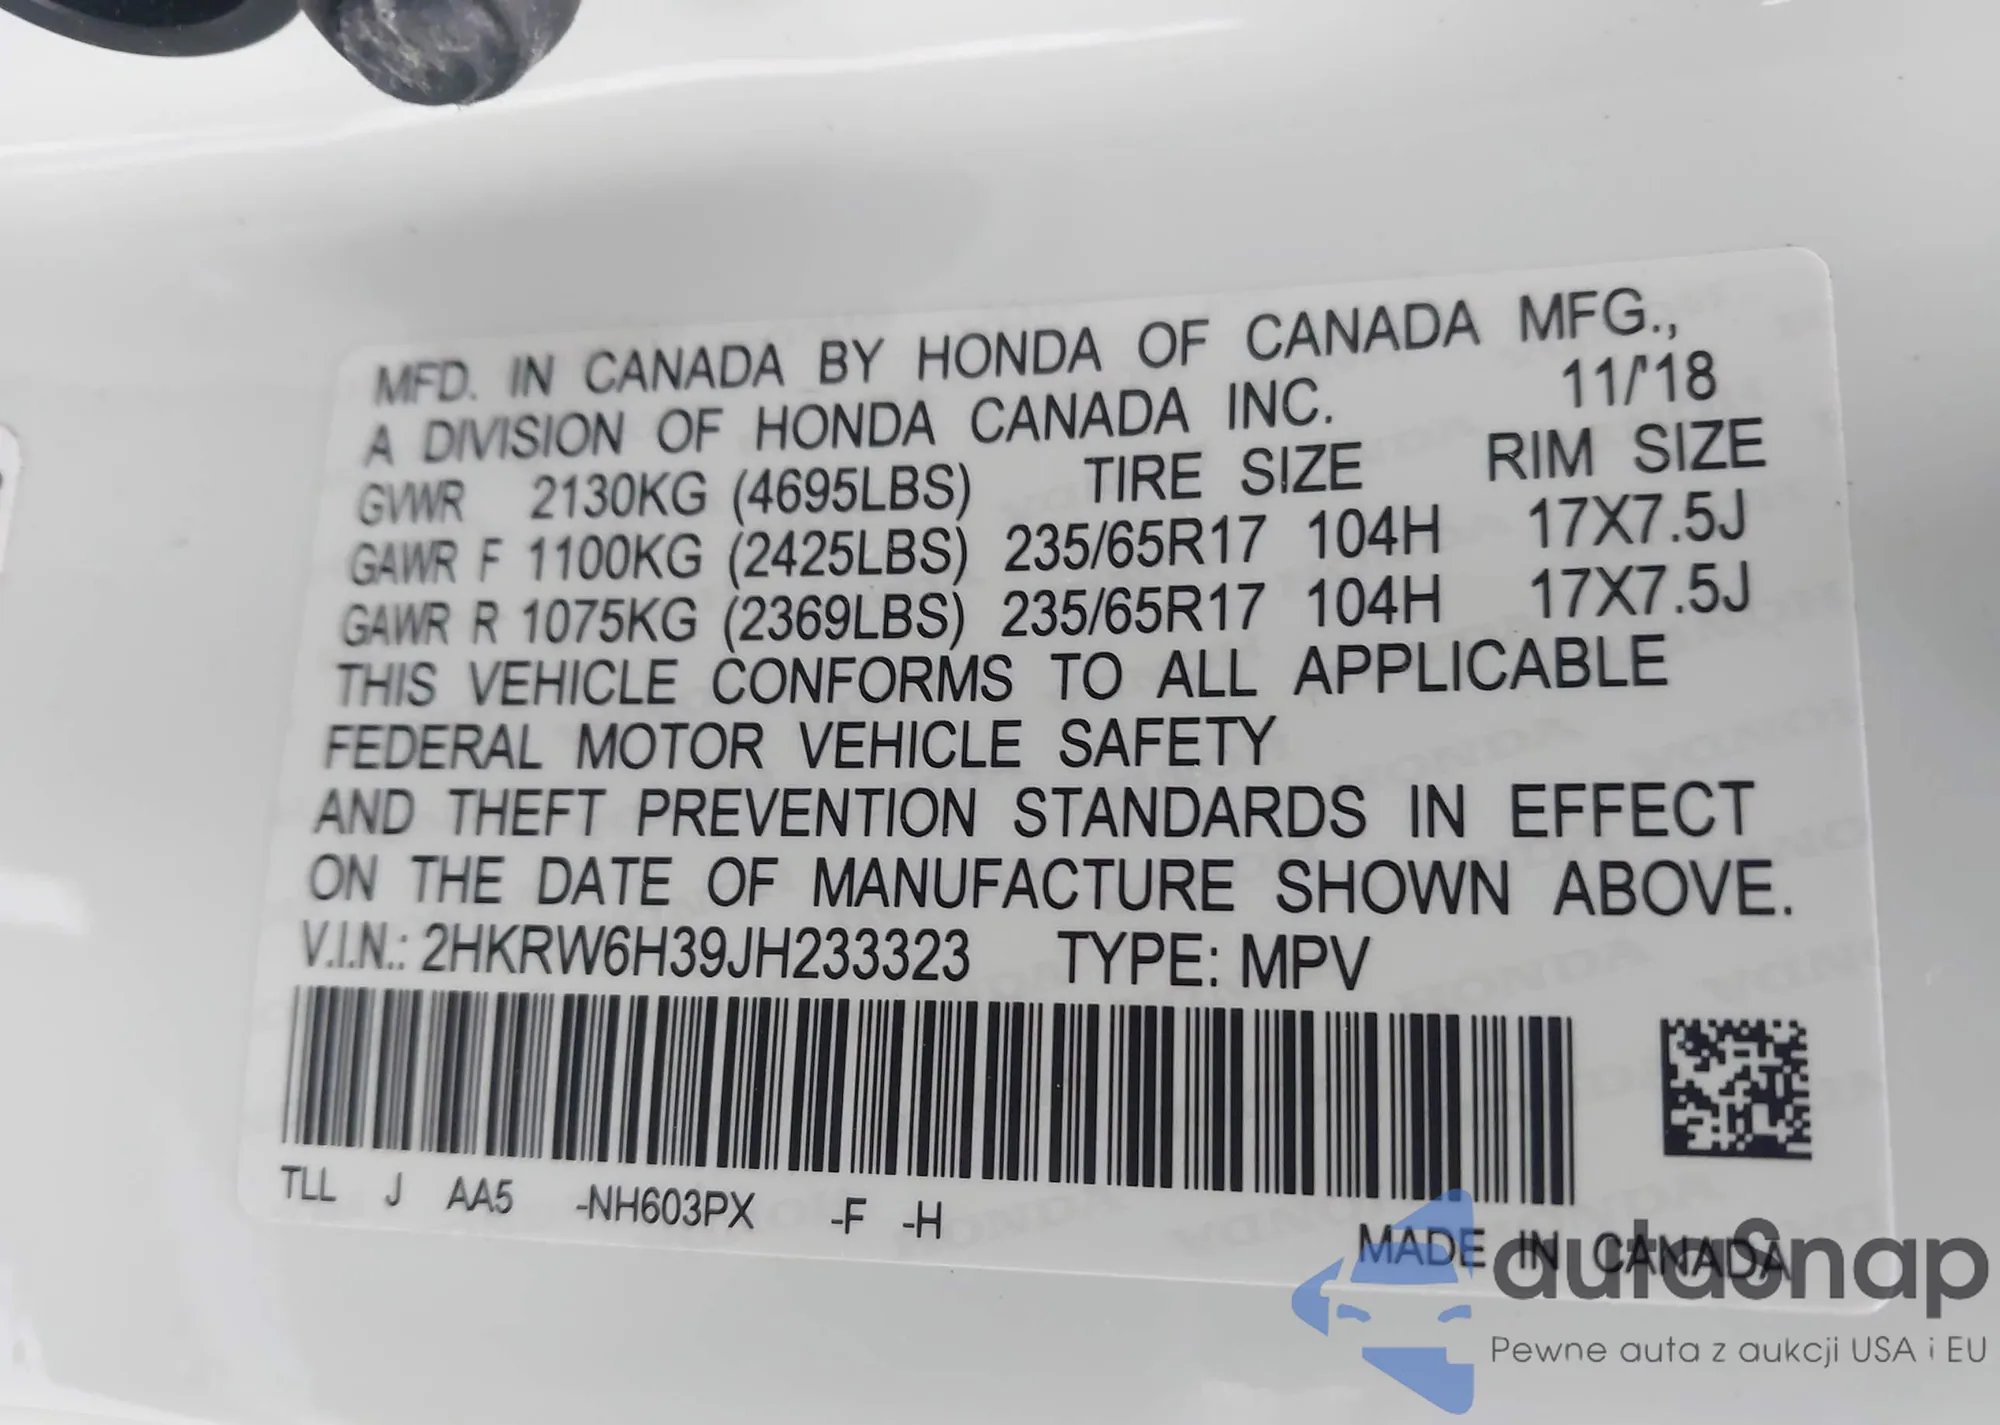 MFD. IN CANADA BY HONDA OF CANADA MFG.,
A DIVISION OF HONDA CANADA INC. 11/'18
GVWR 2130KG (4695LBS) TIRE SIZE RIM SIZE
GAWR F 1100KG (2425LBS) 235/65R17 104H 17X7.5J
GAWR R 1075KG (2369LBS) 235/65R17 104H 17X7.5J
THIS VEHICLE CONFORMS TO ALL APPLICABLE
FEDERAL MOTOR VEHICLE SAFETY
AND THEFT PREVENTION STANDARDS IN EFFECT
ON THE DATE OF MANUFACTURE SHOWN ABOVE.
V.I.N.: 2HKRW6H39JH233323 TYPE: MPV
TLL J AA5 -NH603PX -F -H
MADE IN CANADA
autaSnap
Pewne auta z aukcji USA i EU